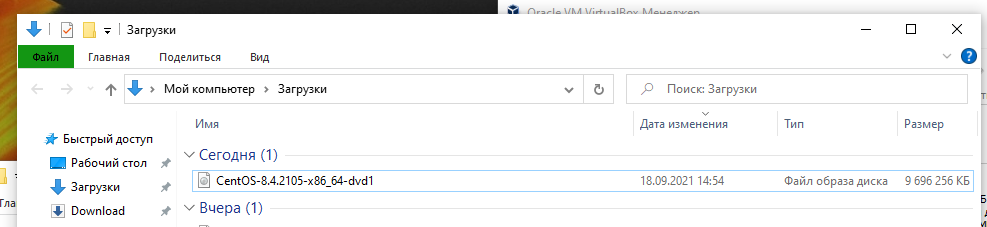 Oracle VM VirtualBox Менеджер
Загрузки
Файл Главная Поделиться Вид
Мой компьютер Загрузки Поиск: Загрузки
Имя Дата изменения Тип Размер
Быстрый доступ
Сегодня (1)
Рабочий стол
CentOS-8.4.2105-x86_64-dvd1 18.09.2021 14:54 Файл образа диска 9 696 256 КБ
Загрузки
Вчера (1)
Download